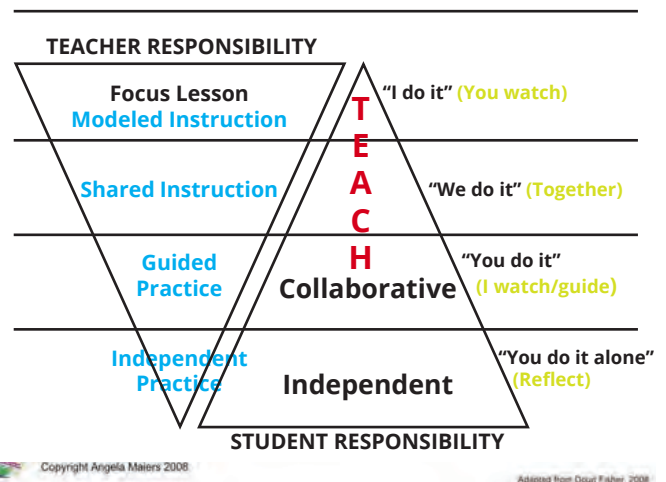 TEACHER RESPONSIBILITY
Focus Lesson
Modeled Instruction
"I do it" (You watch)
TEACH
Shared Instruction
"We do it" (Together)
Guided
Practice
Collaborative
"You do it"
(I watch/guide)
Independent
Practice
Independent
"You do it alone"
(Reflect)
STUDENT RESPONSIBILITY
Copyright Angela Maiers 2008
Adapted from Doug Fisher, 2008